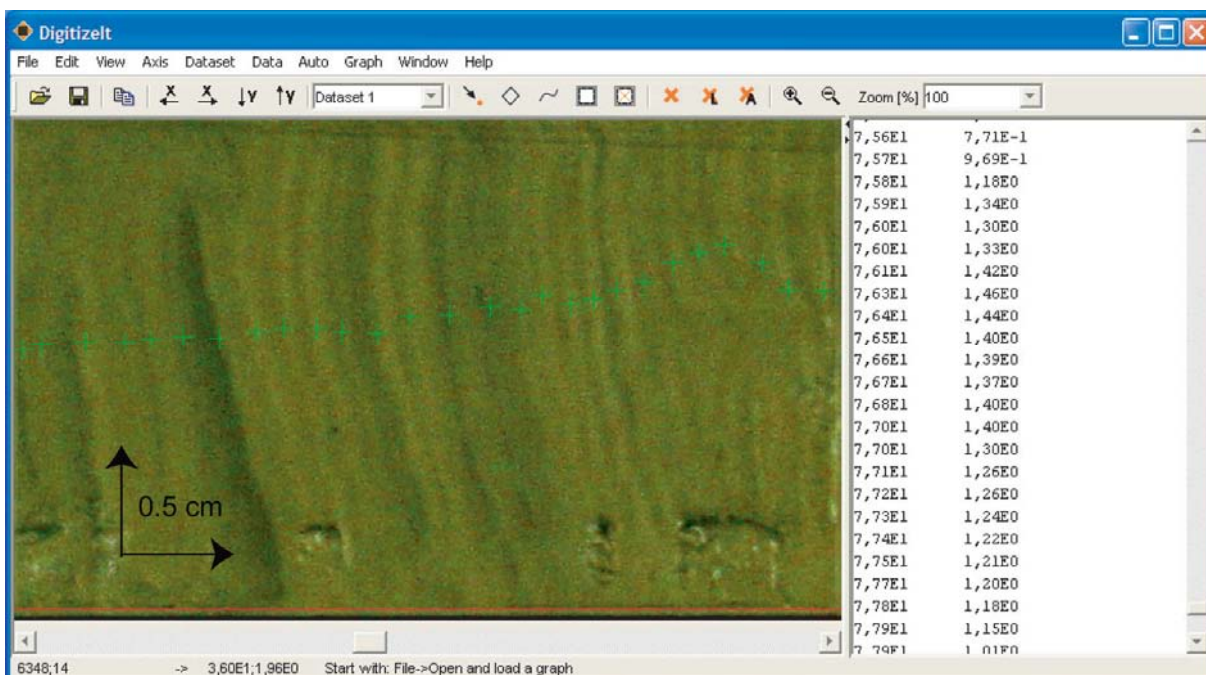 DigitizeIt
File Edit View Axis Dataset Data Auto Graph Window Help
X X Y Y Dataset 1 L A Zoom [%] 100
7,56E1 7,71E-1
7,57E1 9,69E-1
7,58E1 1,18E0
7,59E1 1,34E0
7,60E1 1,30E0
7,60E1 1,33E0
7,61E1 1,42E0
7,63E1 1,46E0
7,64E1 1,44E0
7,65E1 1,40E0
7,66E1 1,39E0
7,67E1 1,37E0
7,68E1 1,40E0
7,70E1 1,40E0
7,70E1 1,30E0
7,71E1 1,26E0
7,72E1 1,26E0
7,73E1 1,24E0
7,74E1 1,22E0
7,75E1 1,21E0
7,77E1 1,20E0
7,78E1 1,18E0
7,79E1 1,15E0
7,79E1 1,01E0
0.5 cm
6348;14 -> 3,60E1;1,96E0 Start with: File->Open and load a graph